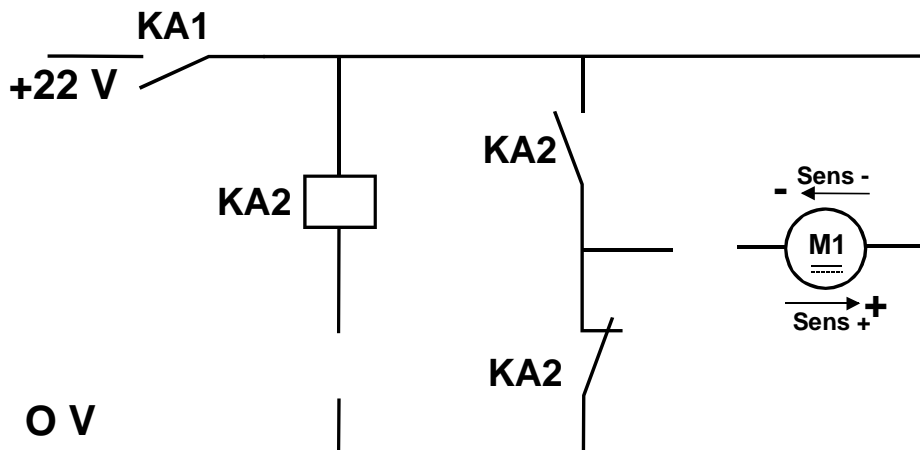 KA1
+22 V
KA2
KA2
- Sens -
M1
Sens +
+
KA2
O V